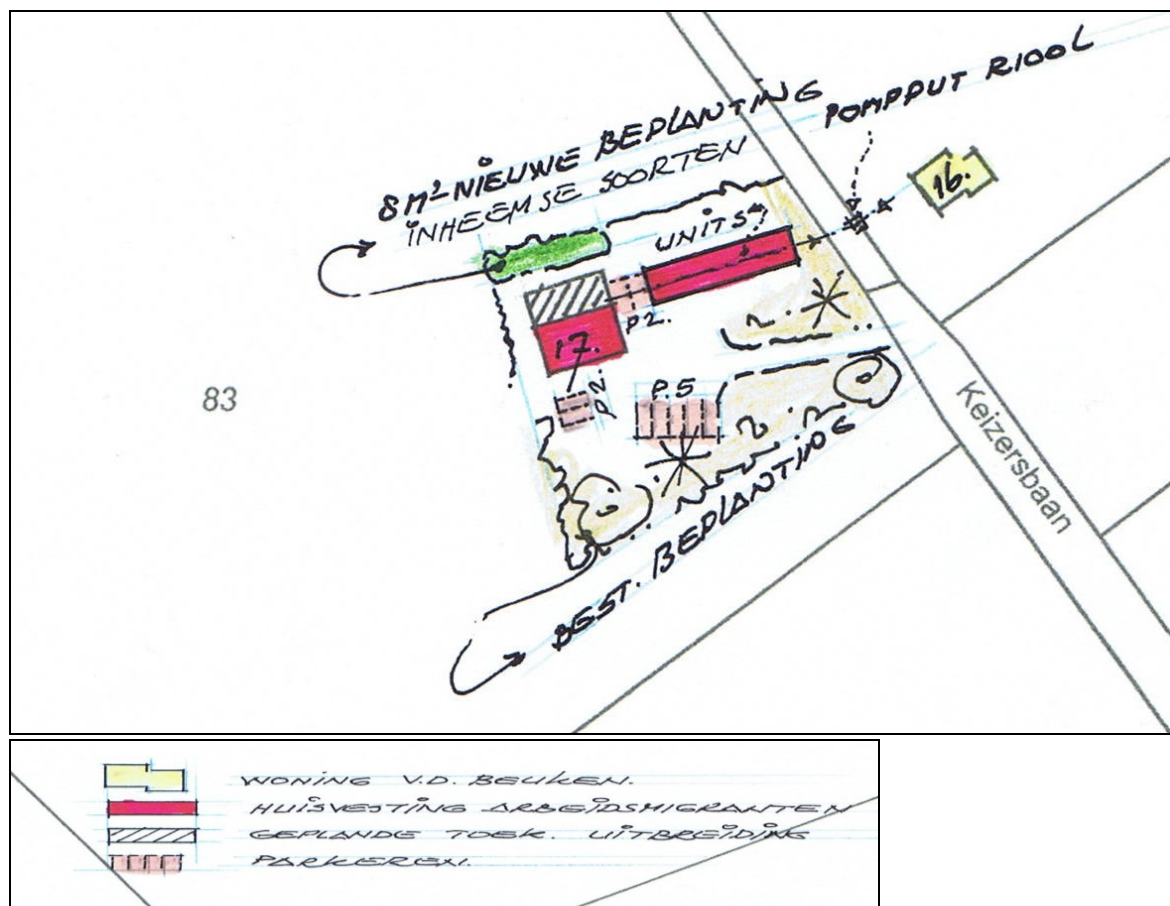 POMPPUT RIOOL
8M²-NIEUWE BEPLANTING
INHEEMSE SOORTEN
16.
UNITS
P2.
17.
P2.
P.5
83
Keizersbaan
BEST. BEPLANTING
WONING V.D. BEUKEN.
HUISVESTING ARBEIDSMIGRANTEN
GEPLANDE TOEK. UITBREIDING
PARKEREN.